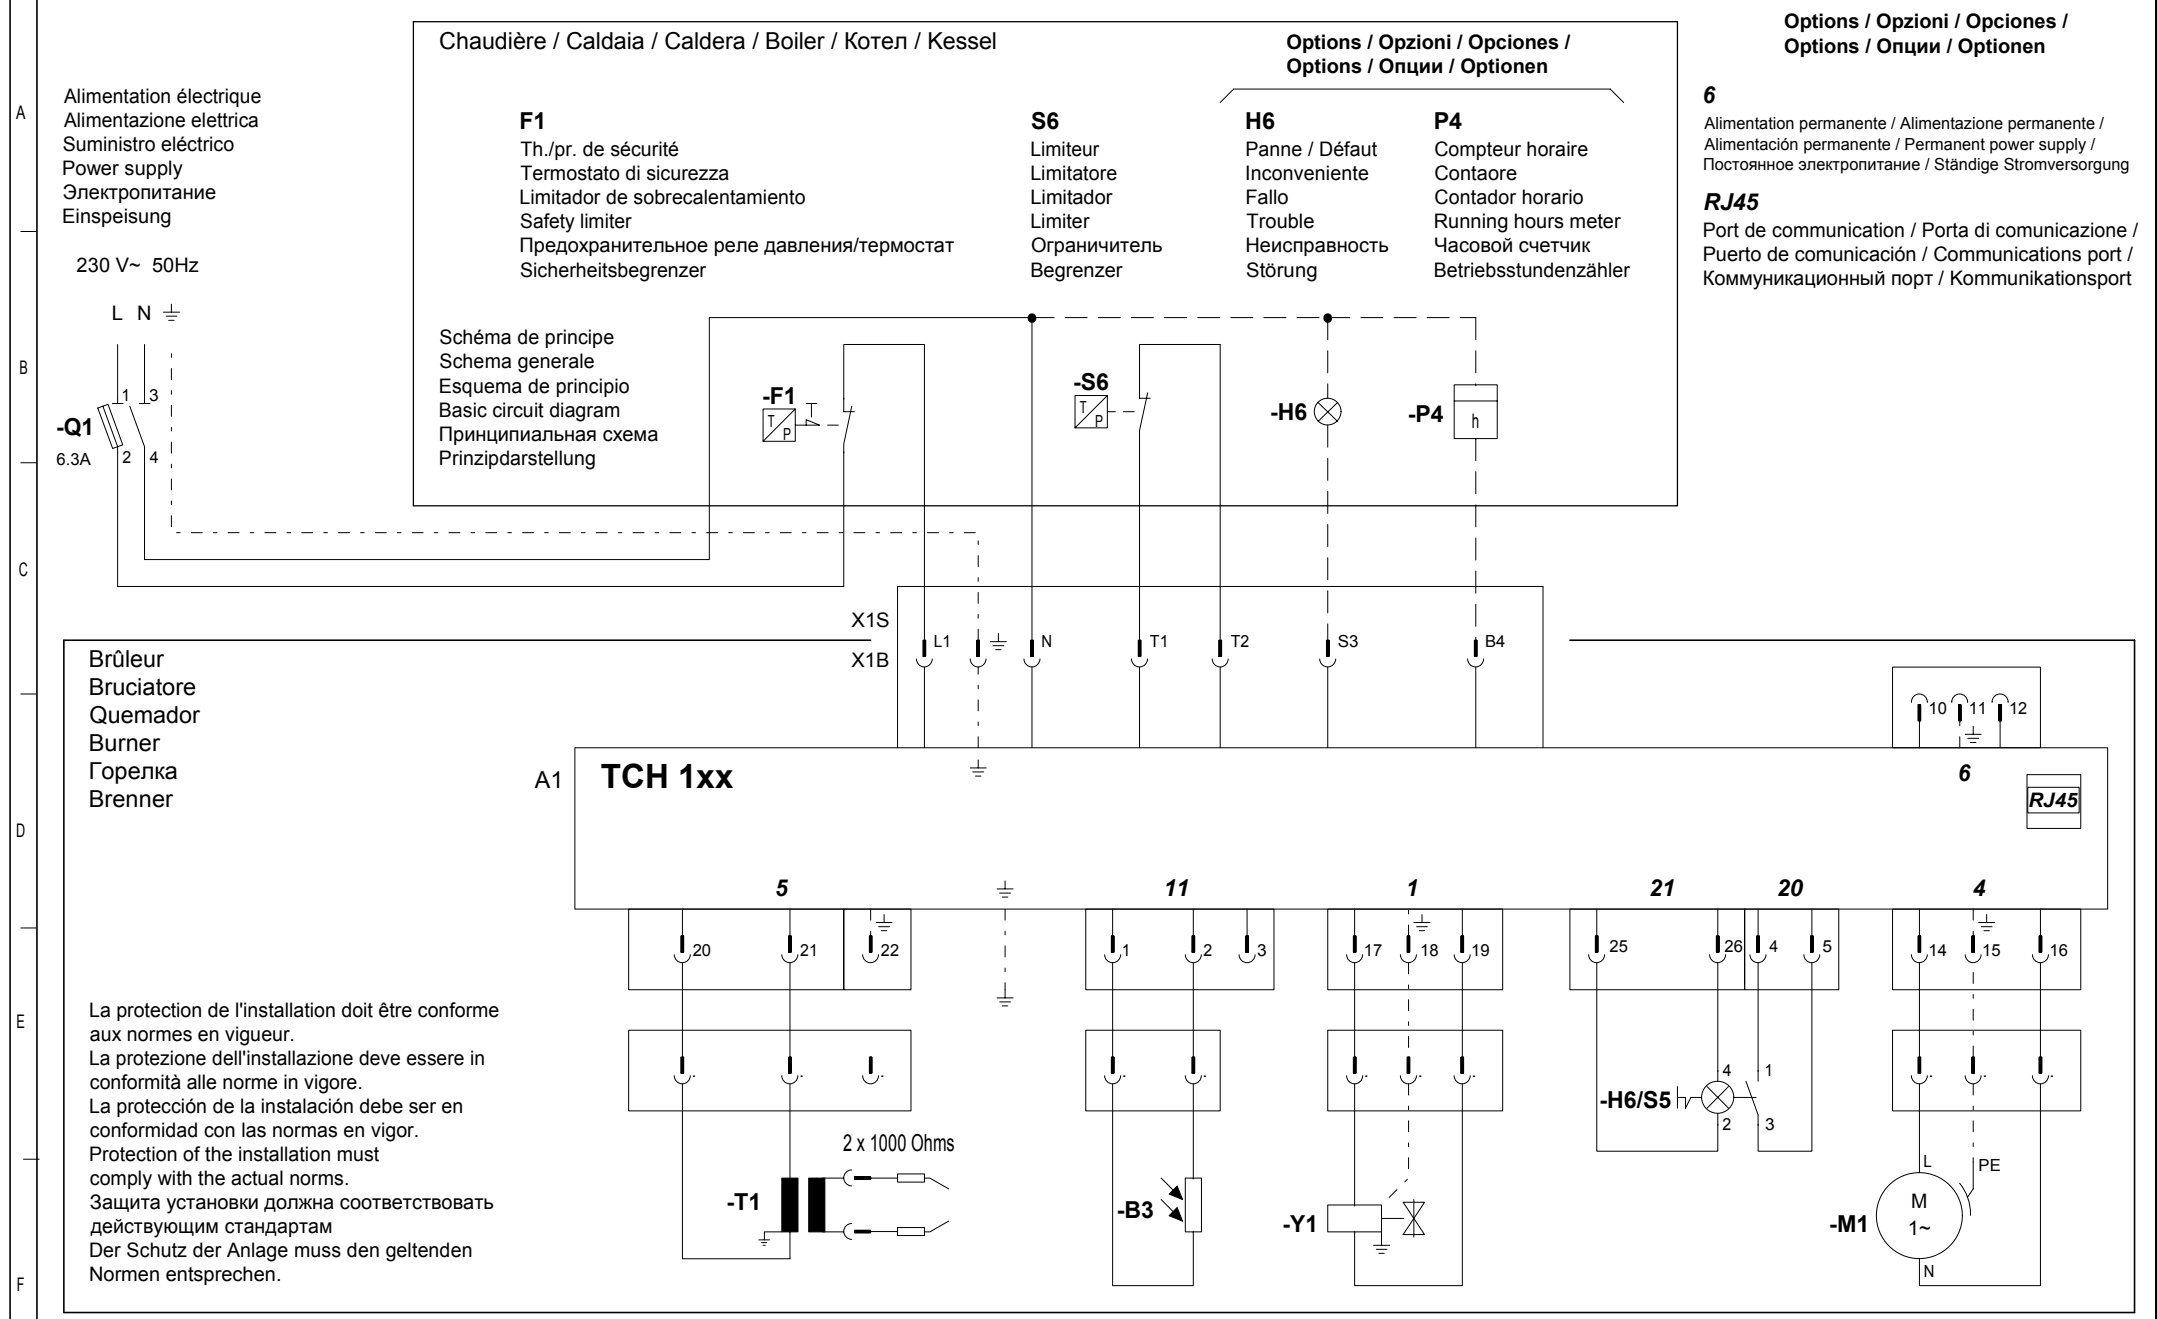 Chaudière / Caldaia / Caldera / Boiler / Котел / Kessel
Options / Opzioni / Opciones /
Options / Опции / Optionen
Options / Opzioni / Opciones /
Options / Опции / Optionen
A
B
C
D
E
F
Alimentation électrique
Alimentazione elettrica
Suministro eléctrico
Power supply
Электропитание
Einspeisung
230 V~ 50Hz
L N
F1
Th./pr. de sécurité
Termostato di sicurezza
Limitador de sobrecalentamiento
Safety limiter
Предохранительное реле давления/термостат
Sicherheitsbegrenzer
S6
Limiteur
Limitatore
Limitador
Limiter
Ограничитель
Begrenzer
H6
Panne / Défaut
Inconveniente
Fallo
Trouble
Неисправность
Störung
P4
Compteur horaire
Contaore
Contador horario
Running hours meter
Часовой счетчик
Betriebsstundenzähler
6
Alimentation permanente / Alimentazione permanente /
Alimentación permanente / Permanent power supply /
Постоянное электропитание / Ständige Stromversorgung
RJ45
Port de communication / Porta di comunicazione /
Puerto de comunicación / Communications port /
Коммуникационный порт / Kommunikationsport
Schéma de principe
Schema generale
Esquema de principio
Basic circuit diagram
Принципиальная схема
Prinzipdarstellung
1 3
-Q1
6.3A
2 4
-F1
T
P
-S6
T
P
-H6
-P4
h
X1S
X1B
L1 N T1 T2 S3 B4
Brûleur
Bruciatore
Quemador
Burner
Горелка
Brenner
10 11 12
A1
TCH 1xx
6
RJ45
5 11 1 21 20 4
20 21 22 1 2 3 17 18 19 25 26 4 5 14 15 16
La protection de l'installation doit être conforme
aux normes en vigueur.
La protezione dell'installazione deve essere in
conformità alle norme in vigore.
La protección de la instalación debe ser en
conformidad con las normas en vigor.
Protection of the installation must
comply with the actual norms.
Защита установки должна соответствовать
действующим стандартам
Der Schutz der Anlage muss den geltenden
Normen entsprechen.
2 x 1000 Ohms
-T1
-B3
-Y1
4 1
-H6/S5
2 3
L PE
-M1
M
1~
N